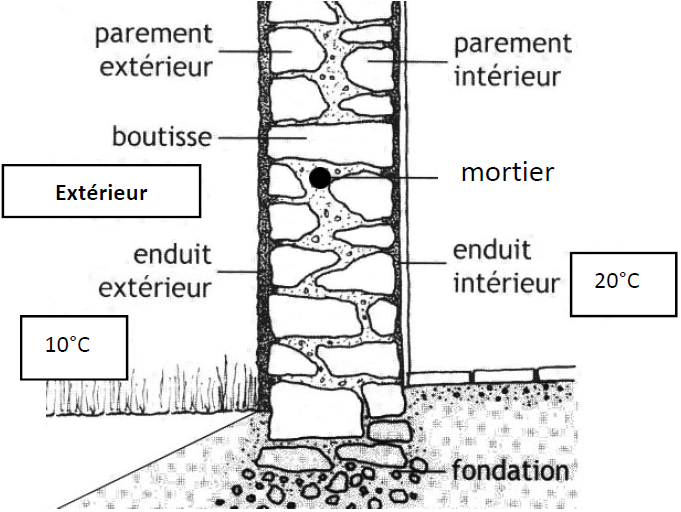 parement
extérieur
parement
intérieur
boutisse
mortier
Extérieur
enduit
extérieur
enduit
intérieur
20°C
10°C
fondation